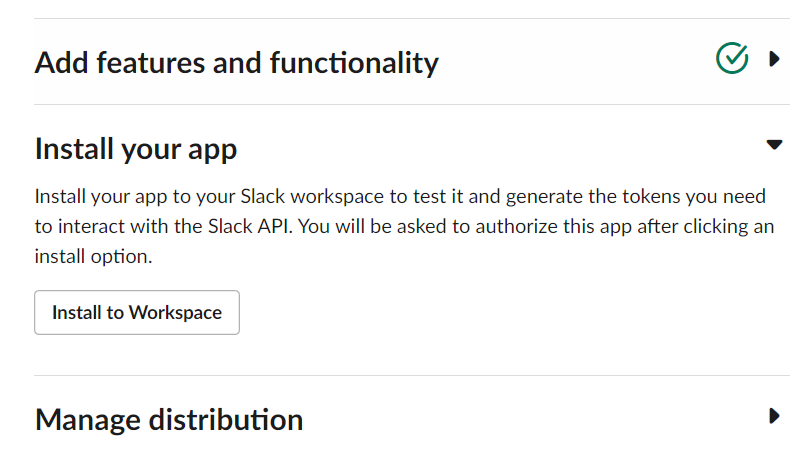 Add features and functionality
Install your app
Install your app to your Slack workspace to test it and generate the tokens you need
to interact with the Slack API. You will be asked to authorize this app after clicking an
install option.
Install to Workspace
Manage distribution